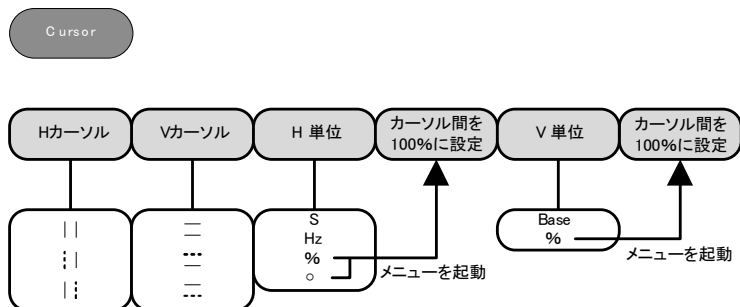 Cursor
Hカーソル
Vカーソル
H 単位
カーソル間を
100%に設定
V 単位
カーソル間を
100%に設定
S
Hz
%
○
メニューを起動
Base
%
メニューを起動